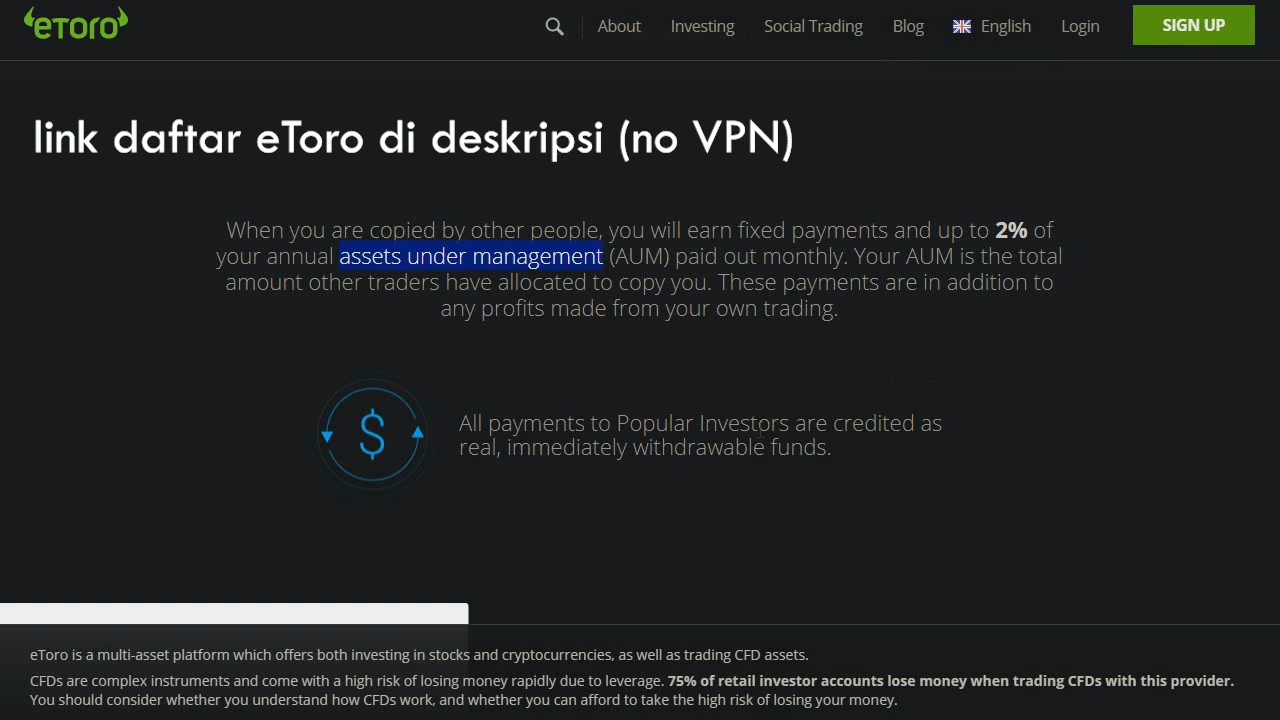 eToro
About
Investing
Social Trading
Blog
English
Login
SIGN UP
link daftar eToro di deskripsi (no VPN)
When you are copied by other people, you will earn fixed payments and up to 2% of
your annual assets under management (AUM) paid out monthly. Your AUM is the total
amount other traders have allocated to copy you. These payments are in addition to
any profits made from your own trading.
$
All payments to Popular Investors are credited as
real, immediately withdrawable funds.
eToro is a multi-asset platform which offers both investing in stocks and cryptocurrencies, as well as trading CFD assets.
CFDs are complex instruments and come with a high risk of losing money rapidly due to leverage. 75% of retail investor accounts lose money when trading CFDs with this provider.
You should consider whether you understand how CFDs work, and whether you can afford to take the high risk of losing your money.